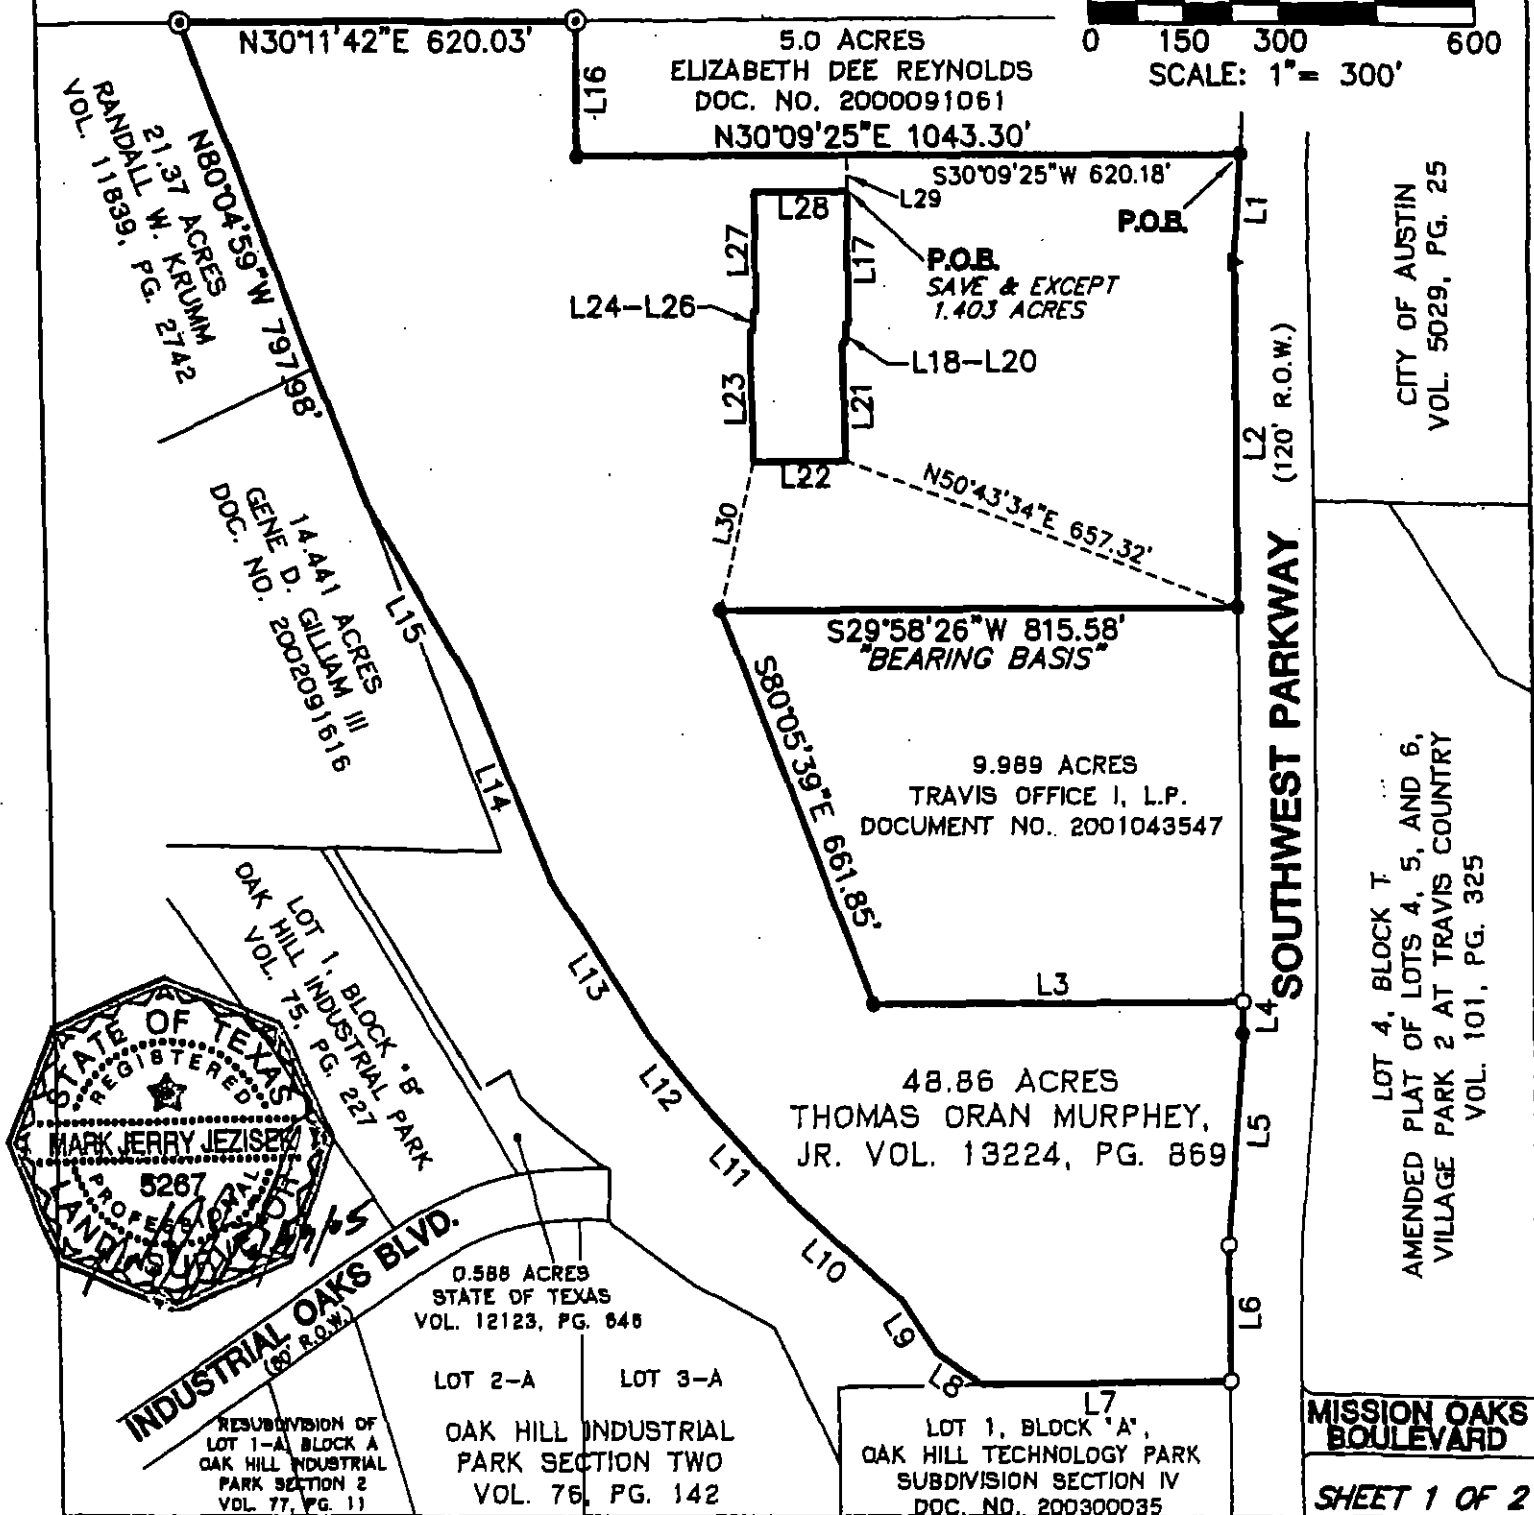 N30°11'42"E 620.03'
L16
5.0 ACRES
ELIZABETH DEE REYNOLDS
DOC. NO. 2000091061
N30°09'25"E 1043.30'
0 150 300 600
SCALE: 1"= 300'
S30°09'25"W 620.18'
P.O.B.
L1
L29
L28
L27
L17
P.O.B.
SAVE & EXCEPT
1.403 ACRES
L24-L26
L18-L20
L23
L21
L22
L2
(120' R.O.W.)
CITY OF AUSTIN
VOL. 5029, PG. 25
N80°04'59"W 797.98'
21.37 ACRES
RANDALL W. KRUMM
VOL. 11839, PG. 2742
14.441 ACRES
GENE D. GILLIAM III
DOC. NO. 2002091616
L30
N50°43'34"E 657.32'
S29°58'26"W 815.58'
"BEARING BASIS"
SOUTHWEST PARKWAY
L15
S80°05'39"E 661.85'
9.989 ACRES
TRAVIS OFFICE I, L.P.
DOCUMENT NO. 2001043547
L14
L13
L3
L4
LOT 4, BLOCK T
AMENDED PLAT OF LOTS 4, 5, AND 6,
VILLAGE PARK 2 AT TRAVIS COUNTRY
VOL. 101, PG. 325
LOT 1, BLOCK "B"
OAK HILL INDUSTRIAL PARK
VOL. 75, PG. 227
STATE OF TEXAS
REGISTERED
MARK JERRY JEZISEK
5267
PROFESSIONAL
LAND SURVEYOR
L12
48.86 ACRES
THOMAS ORAN MURPHEY,
JR. VOL. 13224, PG. 869
L5
L11
L10
L9
L8
L6
L7
INDUSTRIAL OAKS BLVD.
(80' R.O.W.)
0.588 ACRES
STATE OF TEXAS
VOL. 12123, PG. 646
LOT 2-A
LOT 3-A
RESUBDIVISION OF
LOT 1-A, BLOCK A
OAK HILL INDUSTRIAL
PARK SECTION 2
VOL. 77, PG. 11
OAK HILL INDUSTRIAL
PARK SECTION TWO
VOL. 76, PG. 142
LOT 1, BLOCK "A",
OAK HILL TECHNOLOGY PARK
SUBDIVISION SECTION IV
DOC. NO. 200300035
MISSION OAKS
BOULEVARD
SHEET 1 OF 2